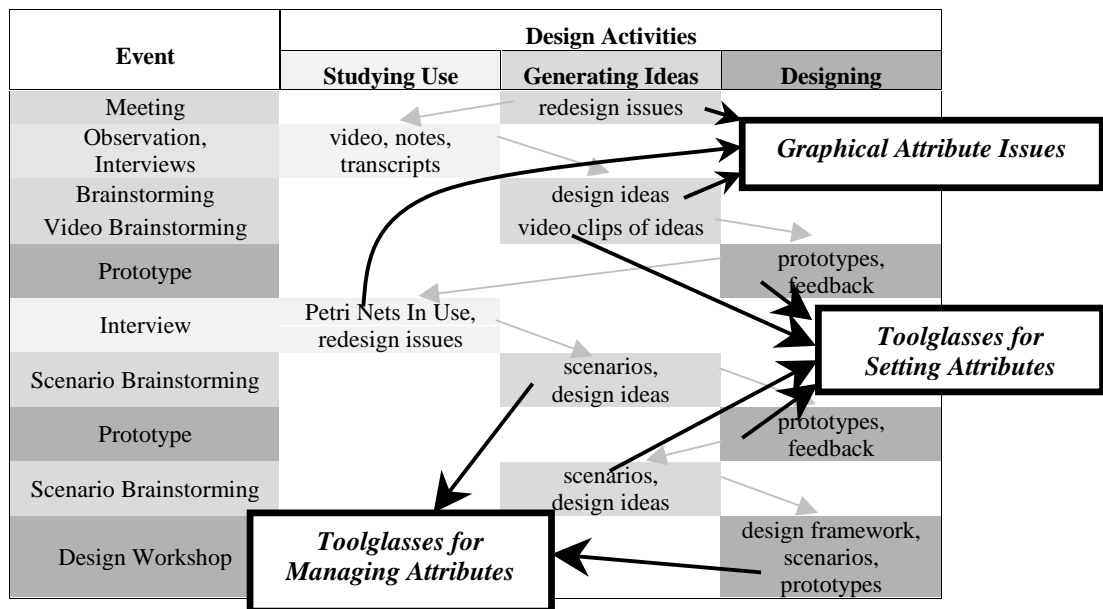 Event
Design Activities
Studying Use
Generating Ideas
Designing
Meeting
redesign issues
Observation,
Interviews
video, notes,
transcripts
Graphical Attribute Issues
Brainstorming
design ideas
Video Brainstorming
video clips of ideas
Prototype
prototypes,
feedback
Interview
Petri Nets In Use,
redesign issues
Toolglasses for
Setting Attributes
Scenario Brainstorming
scenarios,
design ideas
Prototype
prototypes,
feedback
Scenario Brainstorming
scenarios,
design ideas
Design Workshop
Toolglasses for
Managing Attributes
design framework,
scenarios,
prototypes